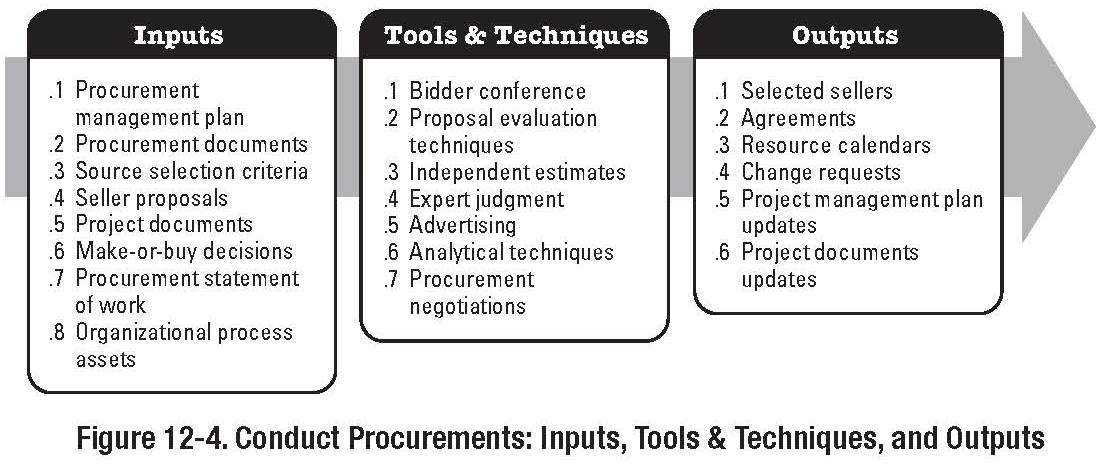 Inputs
.1 Procurement
management plan
.2 Procurement documents
.3 Source selection criteria
.4 Seller proposals
.5 Project documents
.6 Make-or-buy decisions
.7 Procurement statement
of work
.8 Organizational process
assets
Tools & Techniques
.1 Bidder conference
.2 Proposal evaluation
techniques
.3 Independent estimates
.4 Expert judgment
.5 Advertising
.6 Analytical techniques
.7 Procurement
negotiations
Outputs
.1 Selected sellers
.2 Agreements
.3 Resource calendars
.4 Change requests
.5 Project management plan
updates
.6 Project documents
updates
Figure 12-4. Conduct Procurements: Inputs, Tools & Techniques, and Outputs